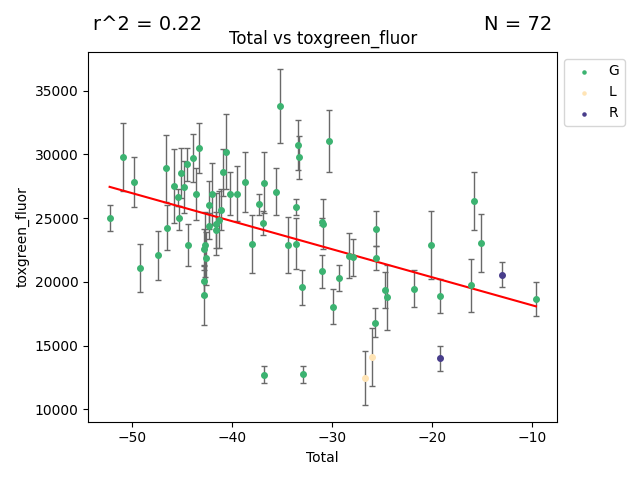 r^2 = 0.22
N = 72
Total vs toxgreen_fluor
G
L
R
35000
30000
25000
20000
15000
10000
toxgreen_fluor
−50
−40
−30
−20
−10
Total